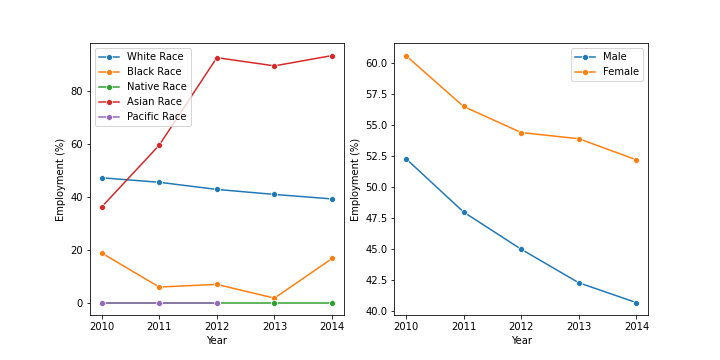 White Race
Black Race
Native Race
Asian Race
Pacific Race
Employment (%)
80
60
40
20
0
2010 2011 2012 2013 2014
Year
Male
Female
Employment (%)
60.0
57.5
55.0
52.5
50.0
47.5
45.0
42.5
40.0
2010 2011 2012 2013 2014
Year